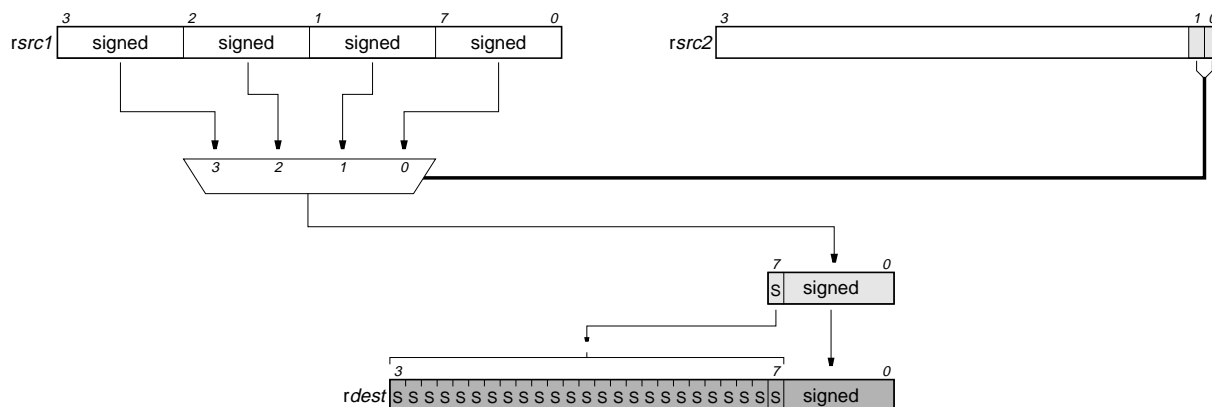 3 2 1 7 0 3 1 0
rsrc1 signed signed signed signed rsrc2
3 2 1 0
7 0
S signed
3 7 0
rdest S S S S S S S S S S S S S S S S S S S S S S S S S signed